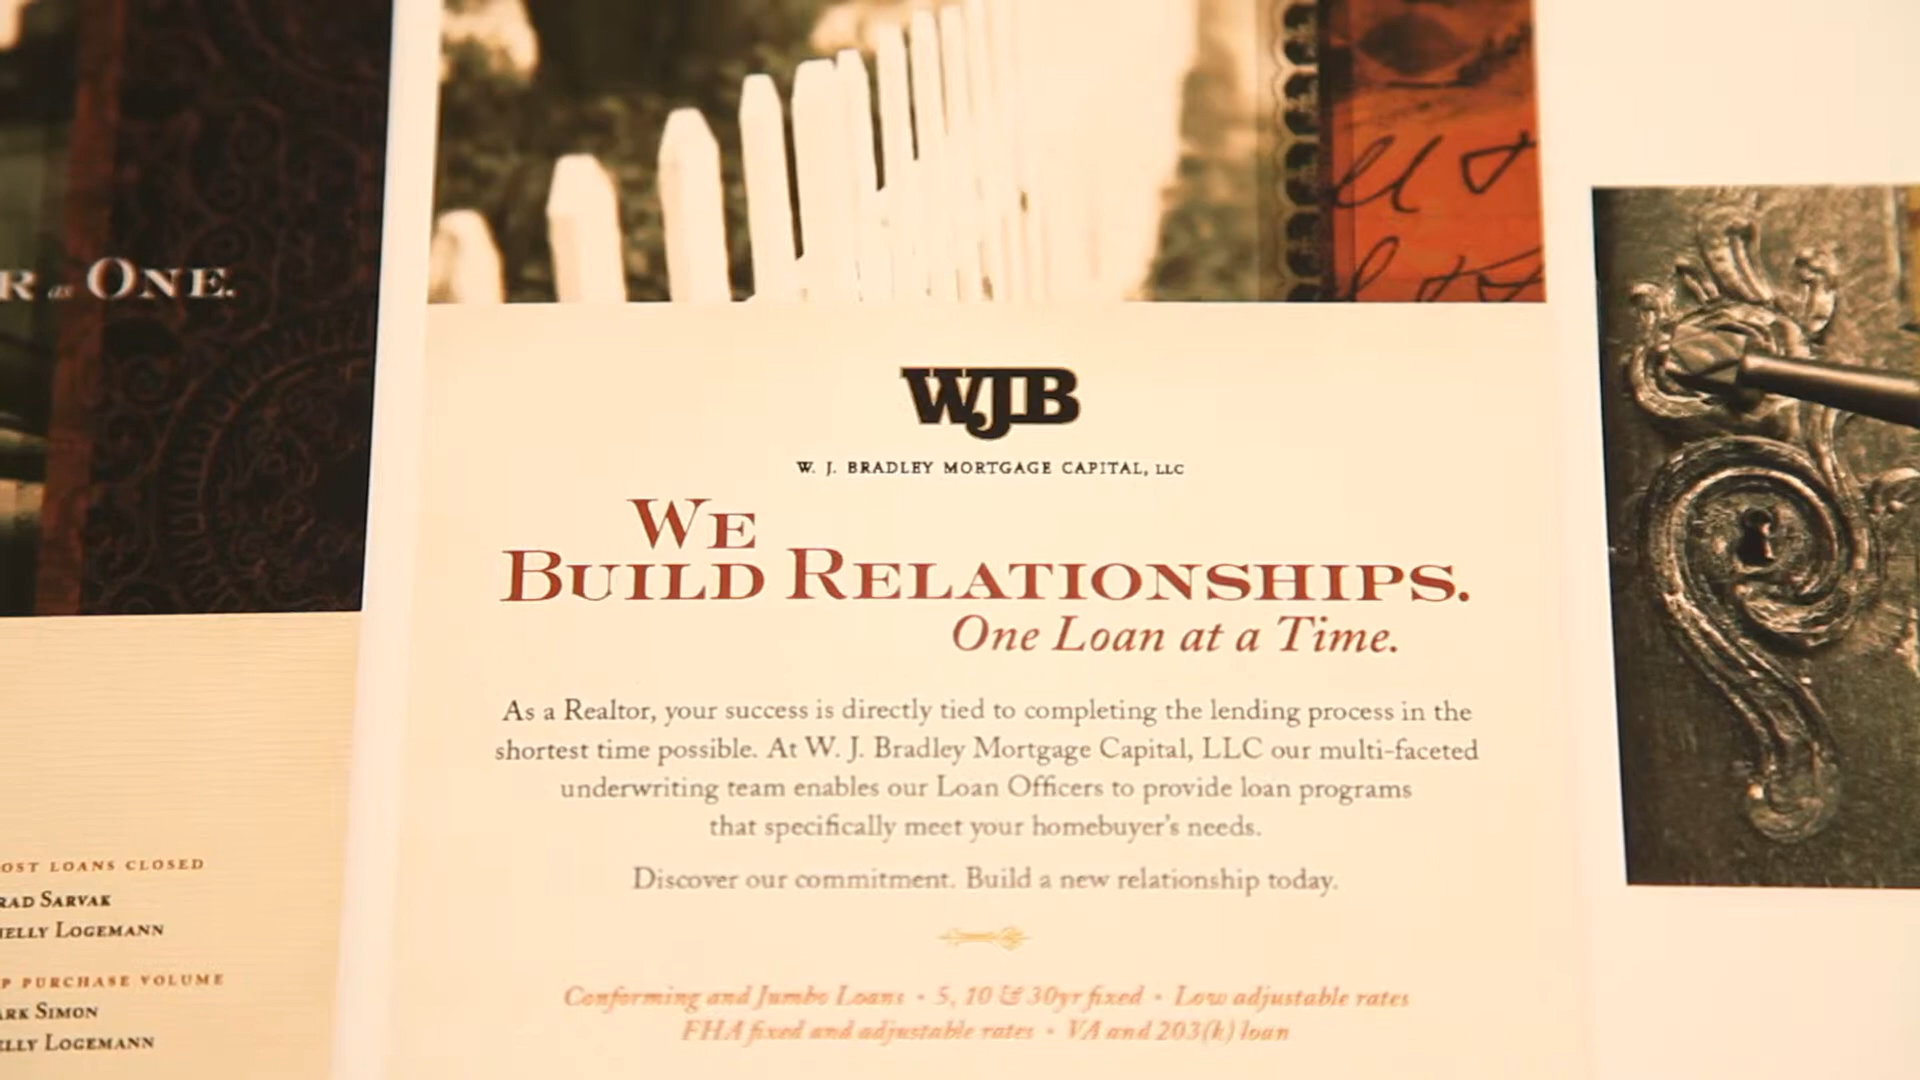 as ONE.
OST LOANS CLOSED
RAD SARVAK
HELLY LOGEMANN
P PURCHASE VOLUME
ARK SIMON
ELLY LOGEMANN
WJB
W. J. BRADLEY MORTGAGE CAPITAL, LLC
WE
BUILD RELATIONSHIPS.
One Loan at a Time.
As a Realtor, your success is directly tied to completing the lending process in the
shortest time possible. At W. J. Bradley Mortgage Capital, LLC our multi-faceted
underwriting team enables our Loan Officers to provide loan programs
that specifically meet your homebuyer's needs.
Discover our commitment. Build a new relationship today.
Conforming and Jumbo Loans • 5, 10 & 30yr fixed • Low adjustable rates
FHA fixed and adjustable rates • VA and 203(k) loan